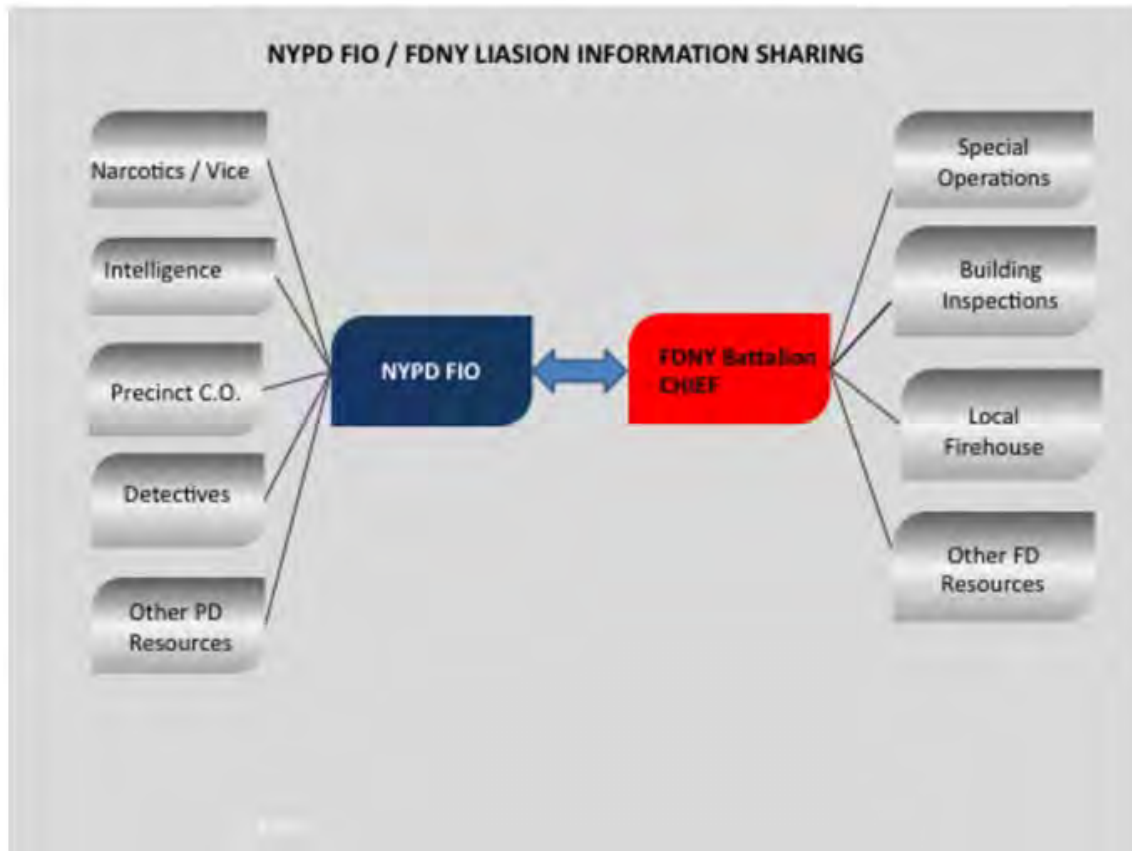 NYPD FIO / FDNY LIASION INFORMATION SHARING
Narcotics / Vice
Intelligence
Precinct C.O.
Detectives
Other PD
Resources
NYPD FIO
FDNY Battalion
CHIEF
Special
Operations
Building
Inspections
Local
Firehouse
Other FD
Resources